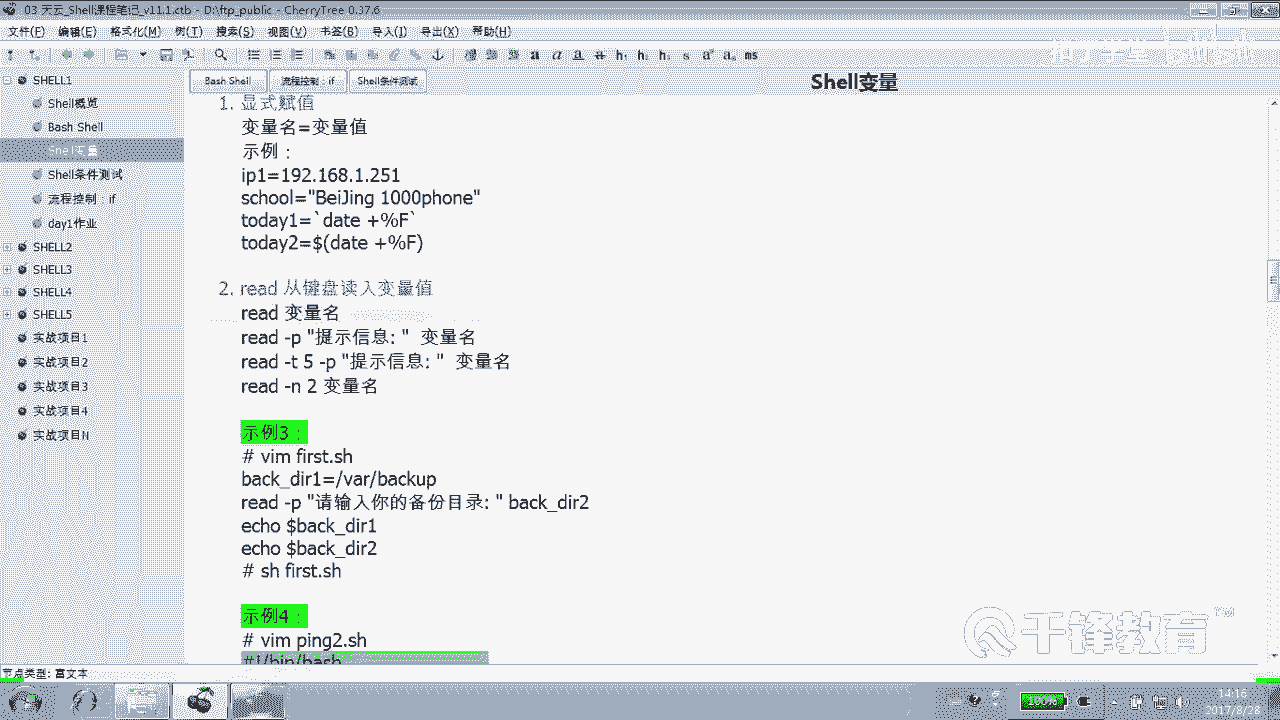 03.天云_Shell课程笔记_v11.1.ctb - D:\ftp_public - CherryTree 0.37.6
文件(F) 编辑(E) 格式化(M) 树(T) 搜索(S) 视图(V) 书签(B) 导入(I) 导出(X) 帮助(H)
SHELL1
Shell概览
Bash Shell
Shell变量
Shell条件测试
流程控制：if
day1作业
SHELL2
SHELL3
SHELL4
SHELL5
实战项目1
实战项目2
实战项目3
实战项目4
实战项目N
Bash Shell 流程控制：if Shell条件测试
Shell变量
1. 显式赋值
变量名=变量值
示例：
ip1=192.168.1.251
school="BeiJing 1000phone"
today1=`date +%F`
today2=$(date +%F)
2. read 从键盘读入变量值
read 变量名
read -p "提示信息: " 变量名
read -t 5 -p "提示信息: " 变量名
read -n 2 变量名
示例3：
# vim first.sh
back_dir1=/var/backup
read -p "请输入你的备份目录: " back_dir2
echo $back_dir1
echo $back_dir2
# sh first.sh
示例4：
# vim ping2.sh
#!/bin/bash
千锋教育™
节点类型: 富文本
100%
14:16
2017/8/28